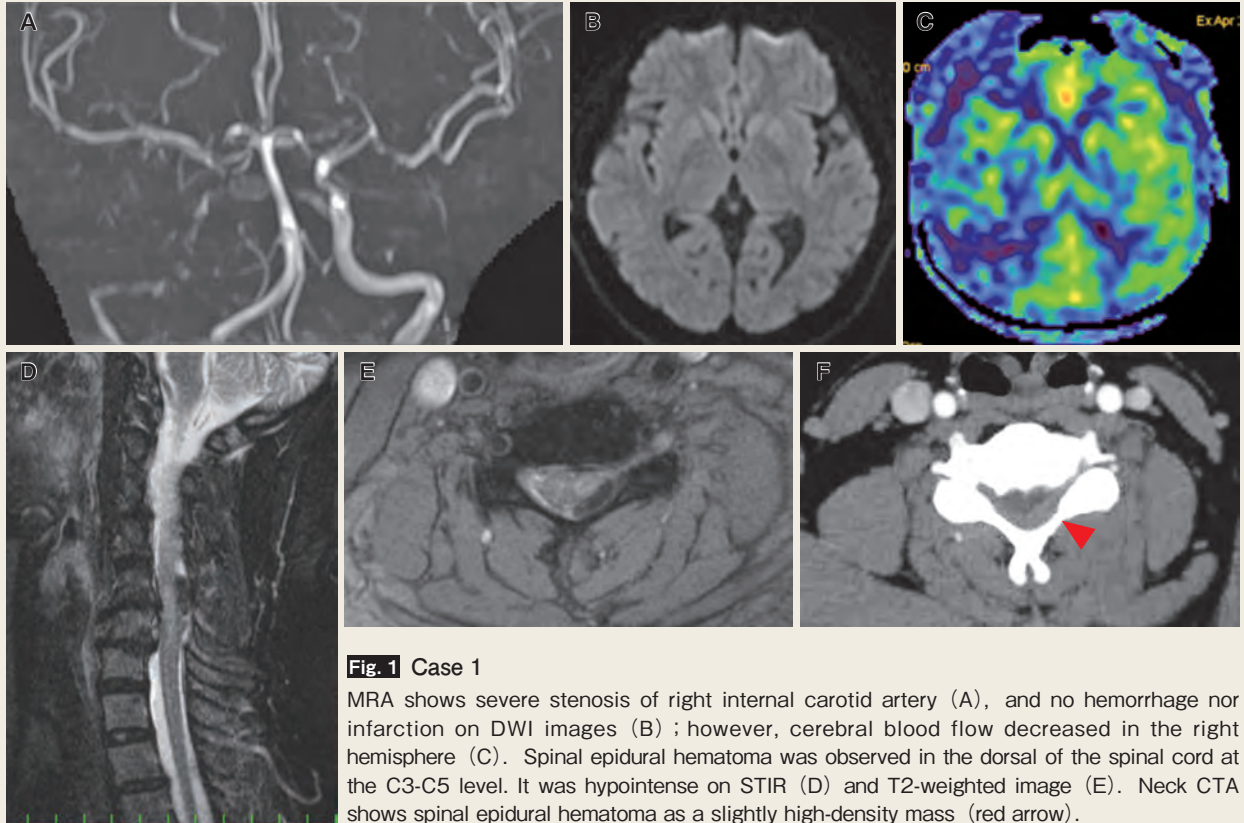 A
B
C
Ex Apr
0 cm
D
E
F
Fig. 1 Case 1
MRA shows severe stenosis of right internal carotid artery (A), and no hemorrhage nor
infarction on DWI images (B) ; however, cerebral blood flow decreased in the right
hemisphere (C). Spinal epidural hematoma was observed in the dorsal of the spinal cord at
the C3-C5 level. It was hypointense on STIR (D) and T2-weighted image (E). Neck CTA
shows spinal epidural hematoma as a slightly high-density mass (red arrow).